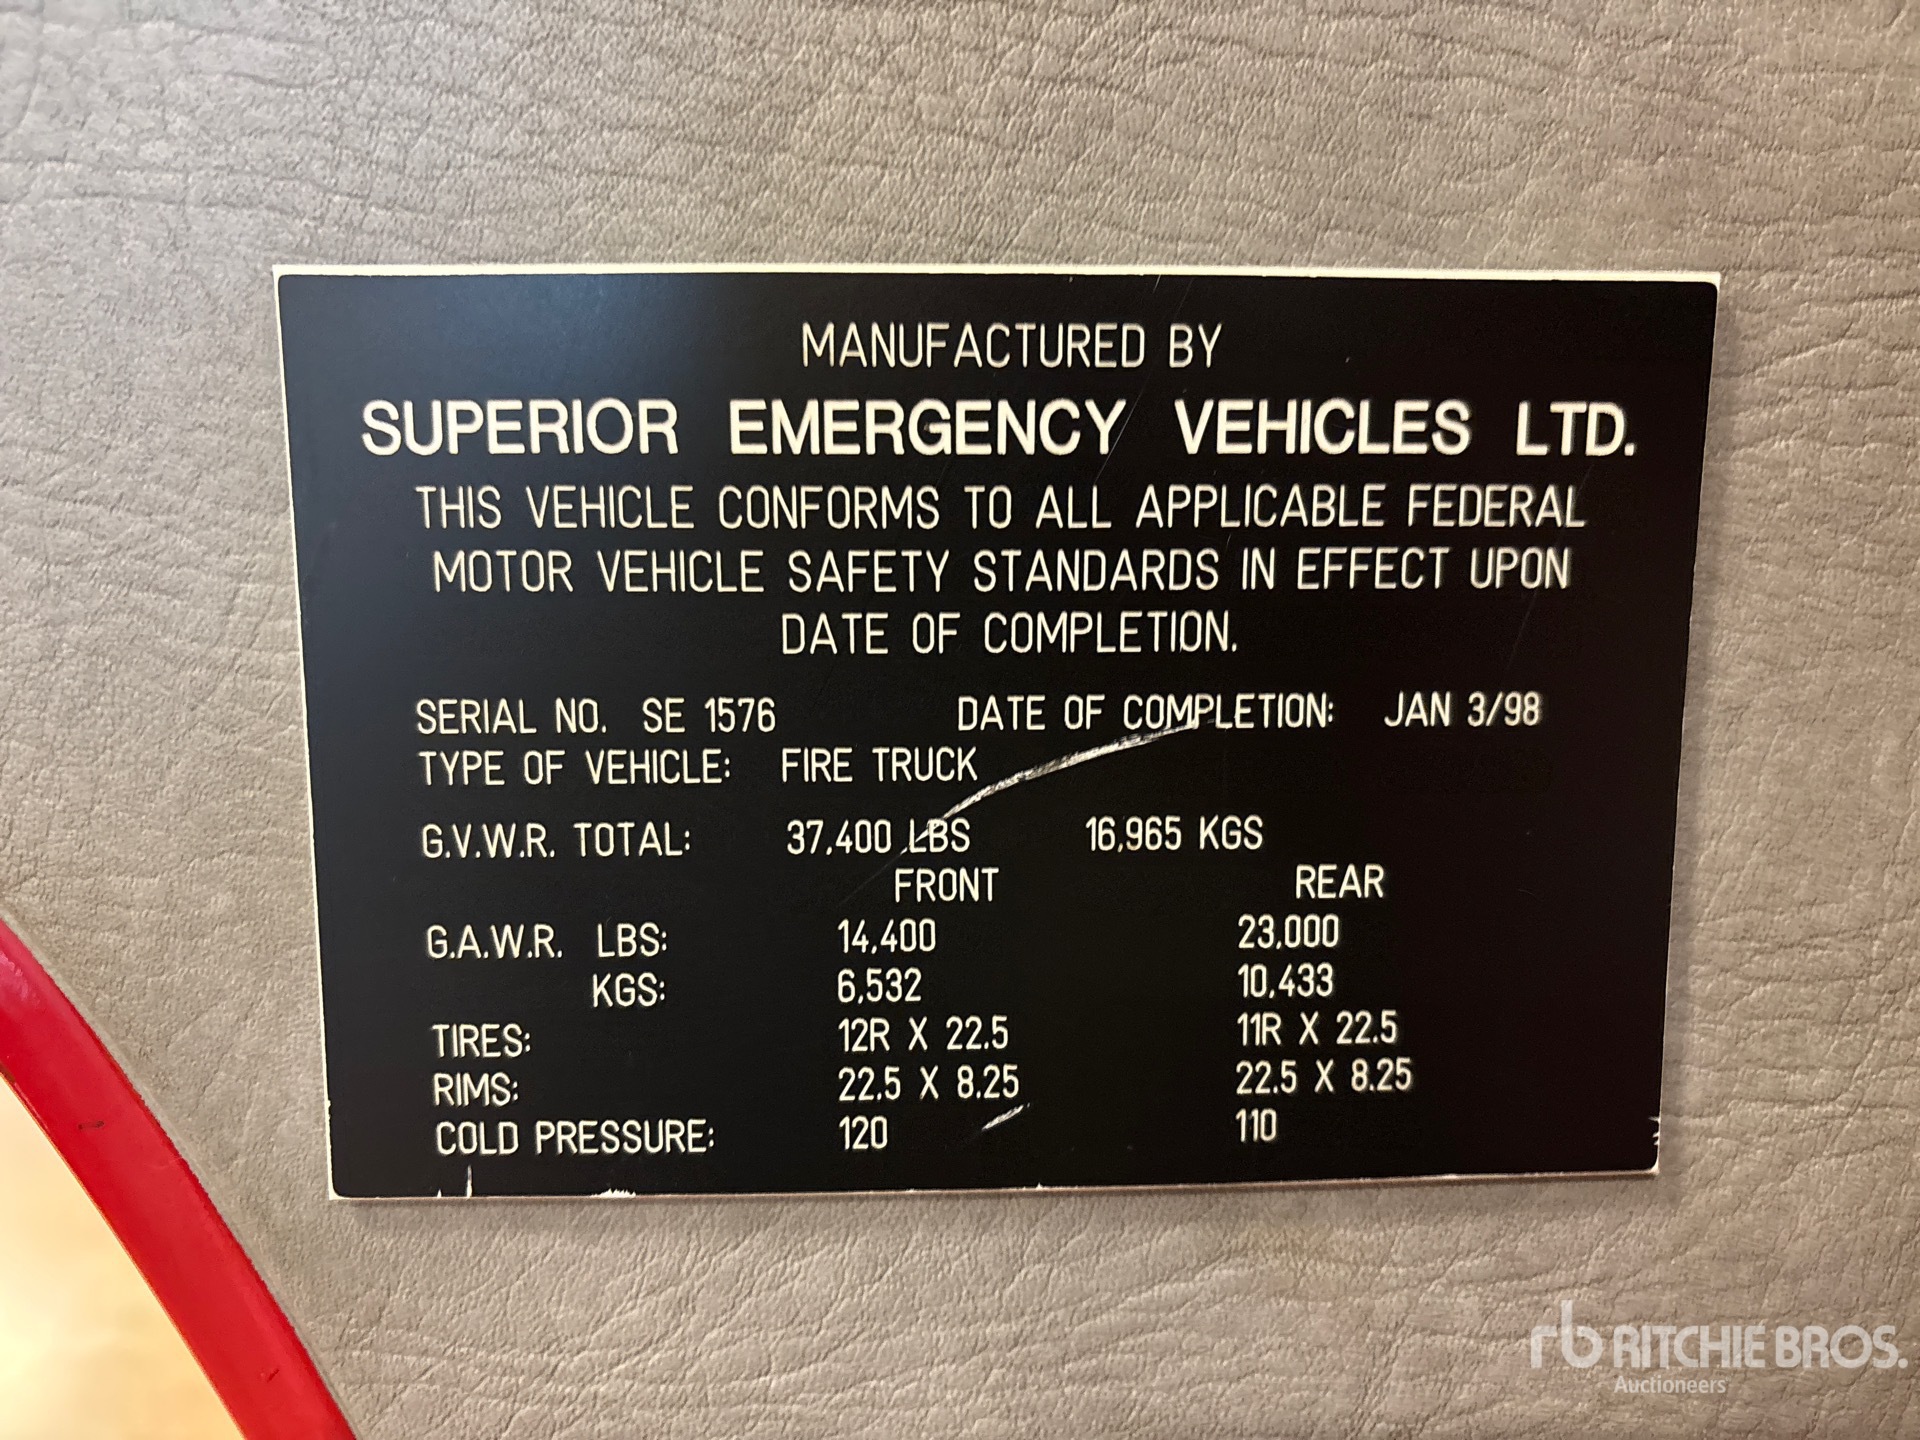 MANUFACTURED BY
SUPERIOR EMERGENCY VEHICLES LTD.
THIS VEHICLE CONFORMS TO ALL APPLICABLE FEDERAL
MOTOR VEHICLE SAFETY STANDARDS IN EFFECT UPON
DATE OF COMPLETION.
SERIAL NO. SE 1576 DATE OF COMPLETION: JAN 3/98
TYPE OF VEHICLE: FIRE TRUCK
G.V.W.R. TOTAL: 37,400 LBS 16,965 KGS
FRONT REAR
G.A.W.R. LBS: 14,400 23,000
KGS: 6,532 10,433
TIRES: 12R X 22.5 11R X 22.5
RIMS: 22.5 X 8.25 22.5 X 8.25
COLD PRESSURE: 120 110
rb RITCHIE BROS.
Auctioneers